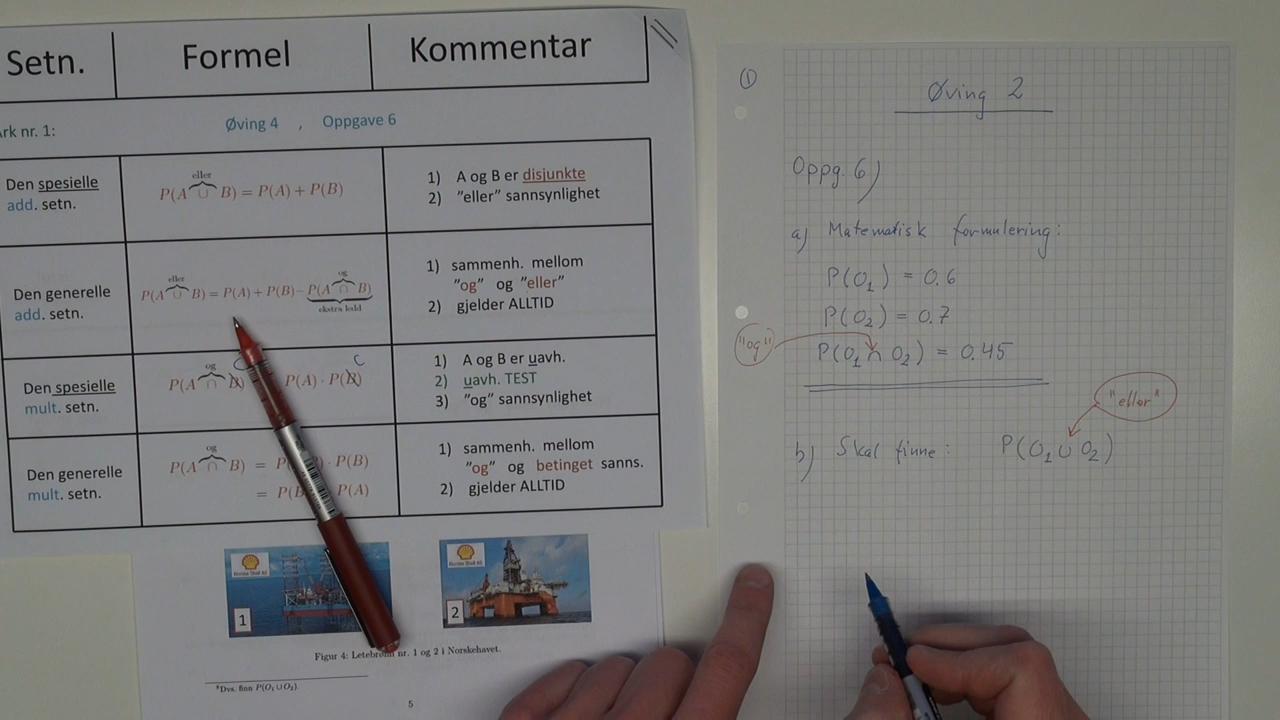 Setn. Formel Kommentar
Ark nr. 1: Øving 4 , Oppgave 6
Den spesielle
add. setn.
eller
P(A ∪ B) = P(A) + P(B)
1) A og B er disjunkte
2) "eller" sannsynlighet
Den generelle
add. setn.
eller og
P(A ∪ B) = P(A) + P(B) − P(A ∩ B)
ekstra ledd
1) sammenh. mellom
"og" og "eller"
2) gjelder ALLTID
Den spesielle
mult. setn.
og C
P(A ∩ B) P(A) · P(B)
1) A og B er uavh.
2) uavh. TEST
3) "og" sannsynlighet
Den generelle
mult. setn.
og
P(A ∩ B) = P( ) · P(B)
= P(B P(A)
1) sammenh. mellom
"og" og betinget sanns.
2) gjelder ALLTID
1 2
Figur 4: Letebrønn nr. 1 og 2 i Norskehavet.
Dvs. finn P(O₁ ∪ O₂).
5
①
Øving 2
Oppg. 6)
a) Matematisk formulering:
P(O₁) = 0.6
P(O₂) = 0.7
"og"
P(O₁ ∩ O₂) = 0.45
"eller"
b) Skal finne: P(O₁ ∪ O₂)